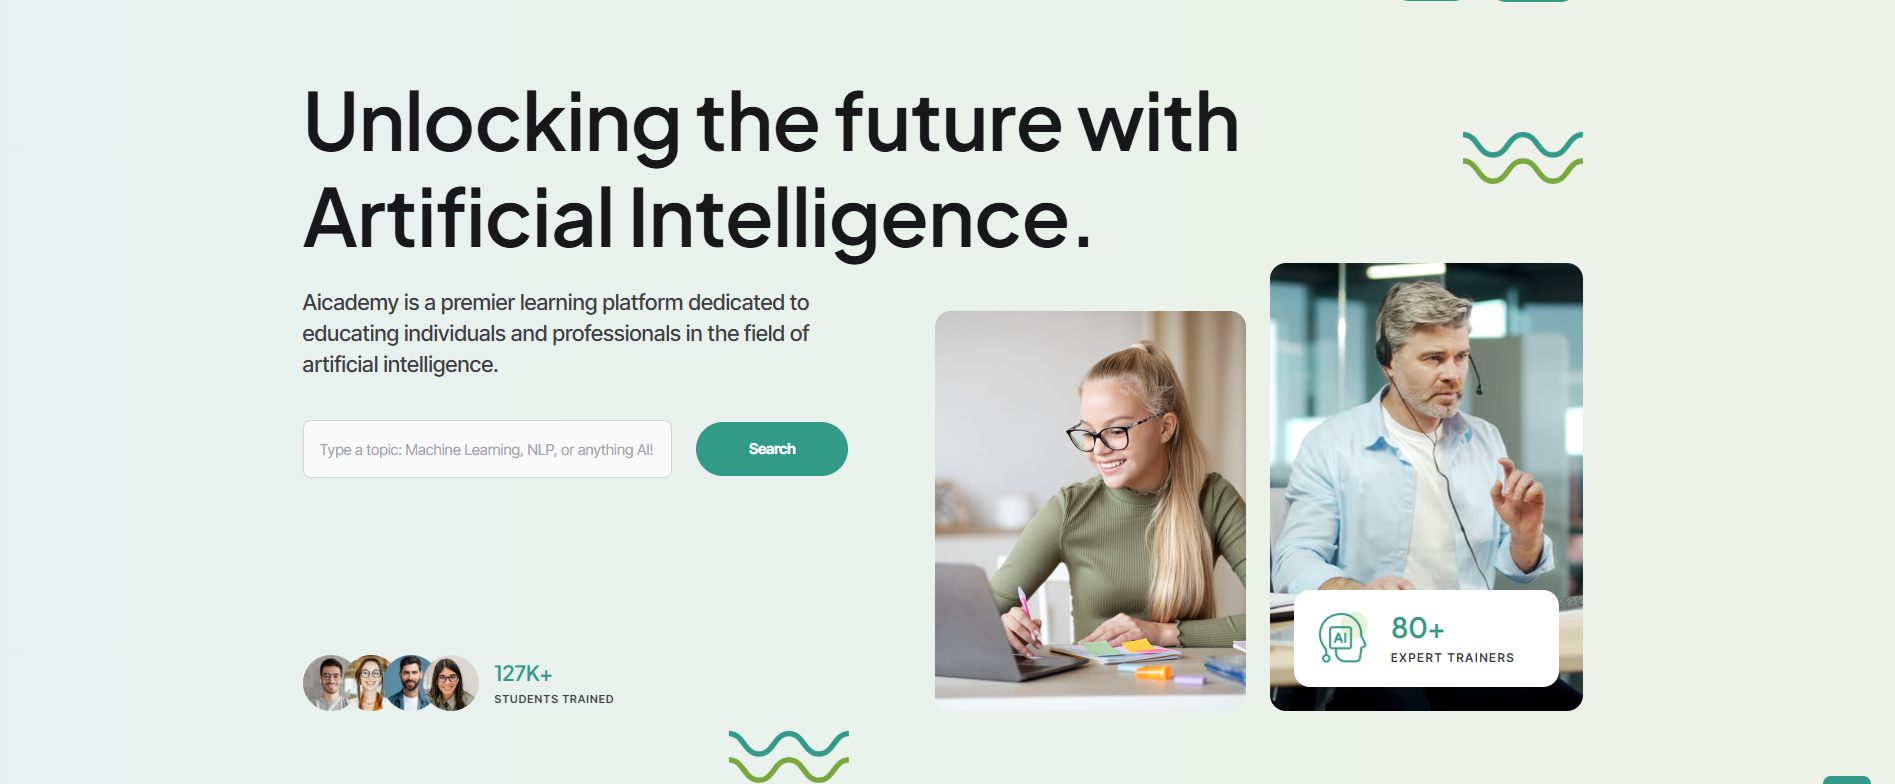 Unlocking the future with
Artificial Intelligence.
Aicademy is a premier learning platform dedicated to
educating individuals and professionals in the field of
artificial intelligence.
Type a topic: Machine Learning, NLP, or anything AI!
Search
127K+
STUDENTS TRAINED
AI
80+
EXPERT TRAINERS